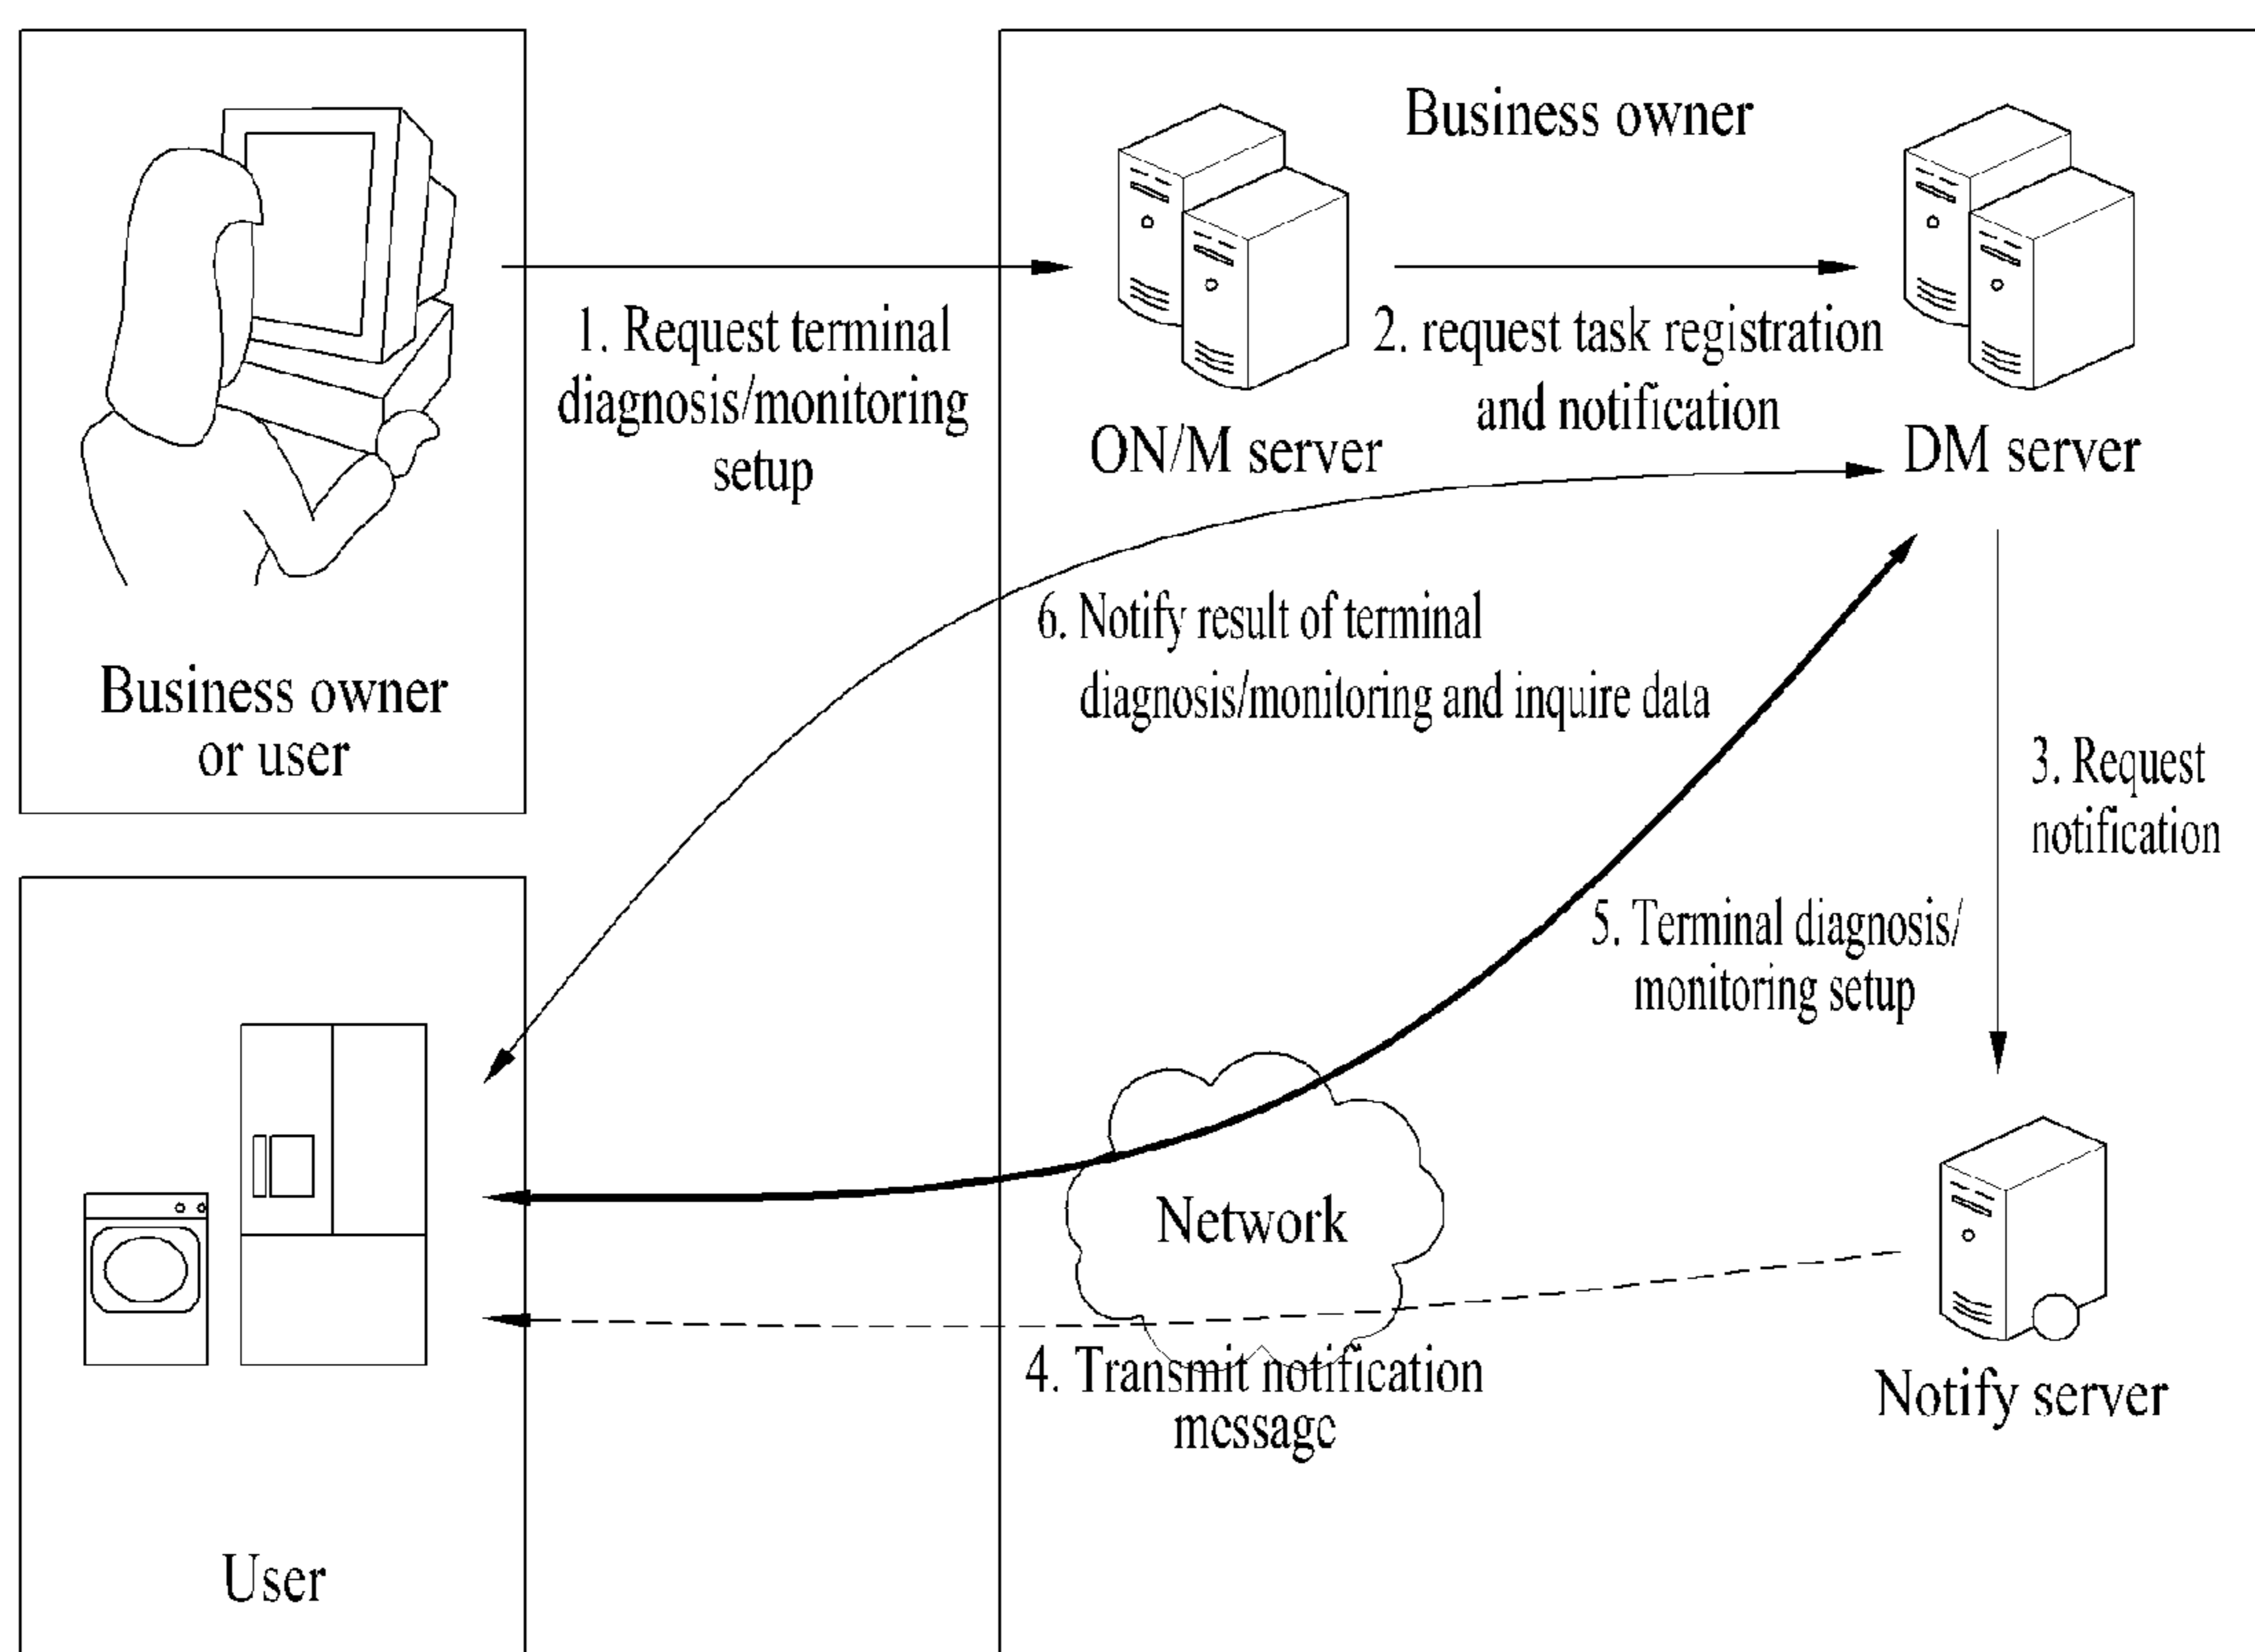 Business owner
1. Request terminal
diagnosis/monitoring
setup
2. request task registration
and notification
ON/M server
DM server
6. Notify result of terminal
diagnosis/monitoring and inquire data
Business owner
or user
3. Request
notification
5. Terminal diagnosis/
monitoring setup
Network
4. Transmit notification
message
Notify server
User